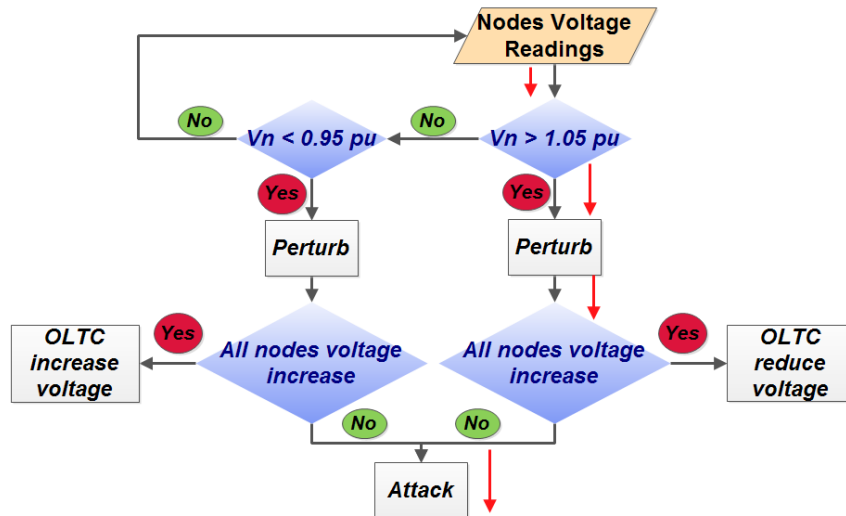 Nodes Voltage
Readings
No
No
Vn < 0.95 pu
Vn > 1.05 pu
Yes
Yes
Perturb
Perturb
Yes
Yes
OLTC
increase
voltage
All nodes voltage
increase
All nodes voltage
increase
OLTC
reduce
voltage
No
No
Attack